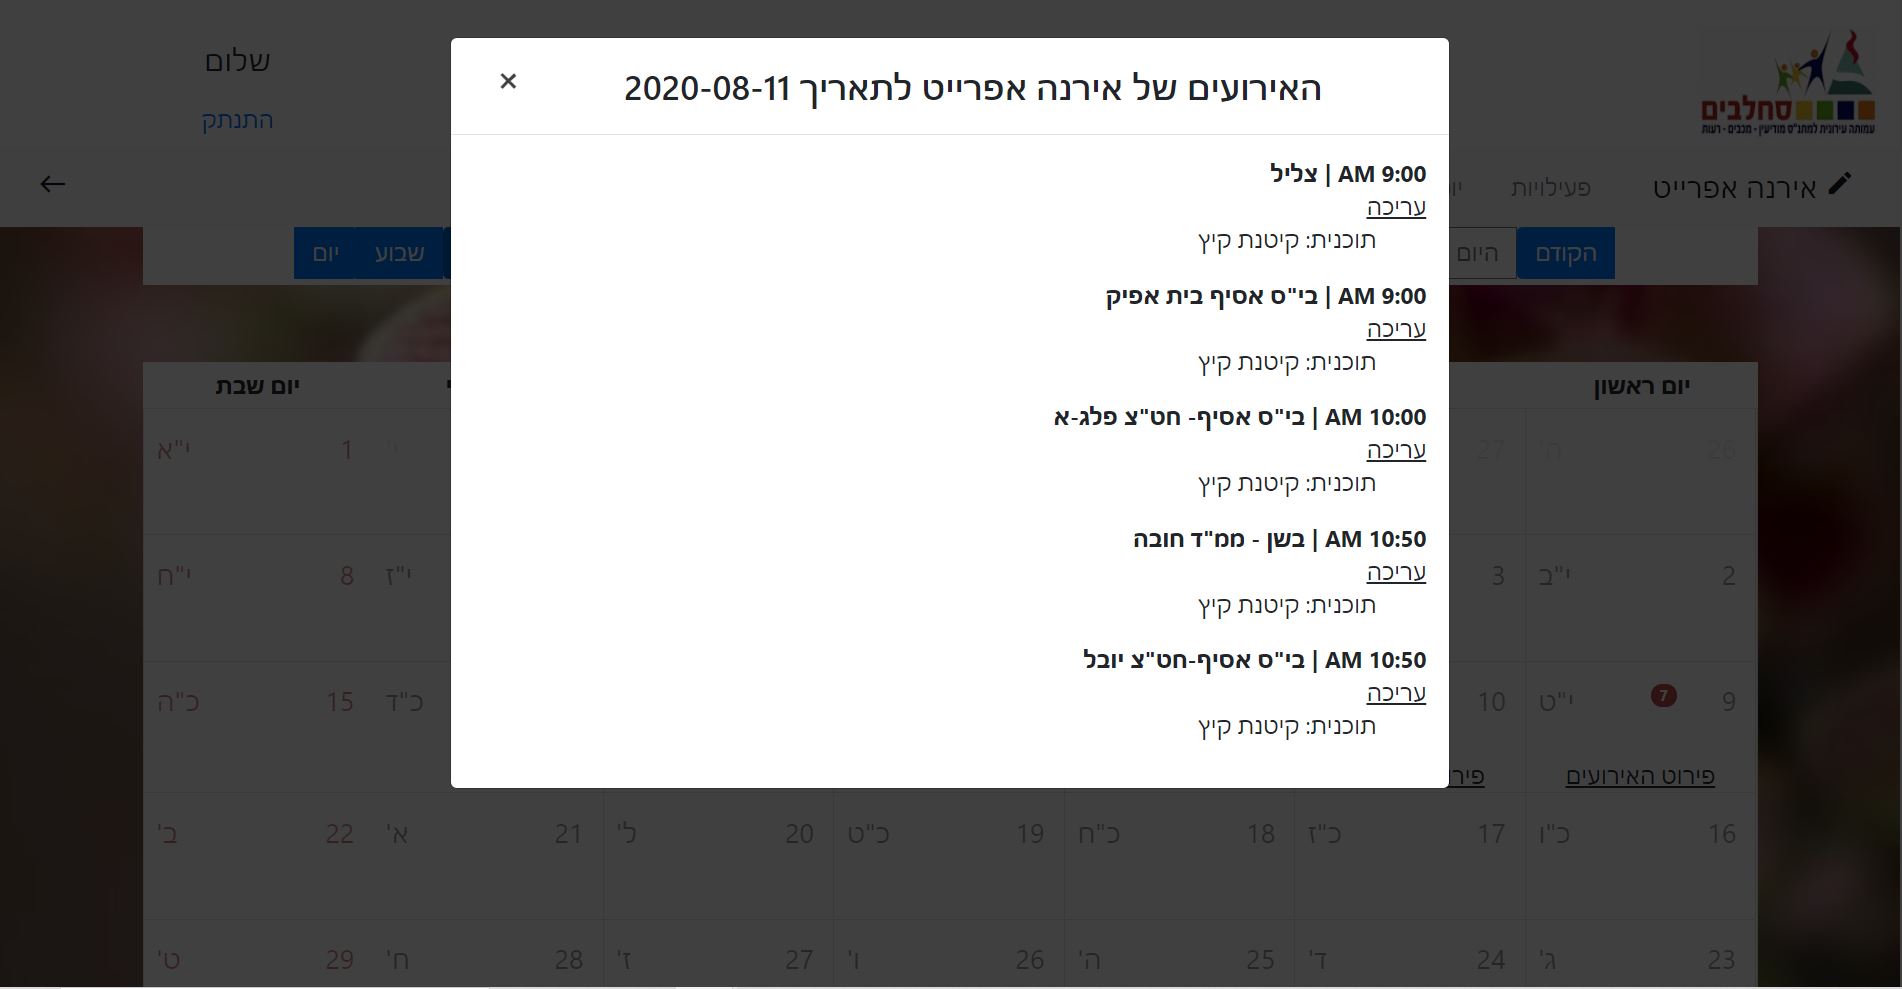 סחלבים
עמותה עירונית למתנ"ס מודיעין - מכבים - רעות
שלום
התנתק
אירנה אפרייט
פעילויות
הקודם
היום
שבוע
יום
האירועים של אירנה אפרייט לתאריך 2020-08-11
×
9:00 AM | צליל
עריכה
תוכנית: קיטנת קיץ
9:00 AM | בי"ס אסיף בית אפיק
עריכה
תוכנית: קיטנת קיץ
10:00 AM | בי"ס אסיף- חט"צ פלג-א
עריכה
תוכנית: קיטנת קיץ
10:50 AM | בשן - ממ"ד חובה
עריכה
תוכנית: קיטנת קיץ
10:50 AM | בי"ס אסיף-חט"צ יובל
עריכה
תוכנית: קיטנת קיץ
יום ראשון
יום שבת
26 ה' 27 י' 1 י"א
2 י"ב 3 י"ז 8 י"ח
9 7 י"ט 10 כ"ד 15 כ"ה
פירוט האירועים
16 כ"ו 17 כ"ז 18 כ"ח 19 כ"ט 20 ל' 21 א' 22 ב'
23 ג' 24 ד' 25 ה' 26 ו' 27 ז' 28 ח' 29 ט'